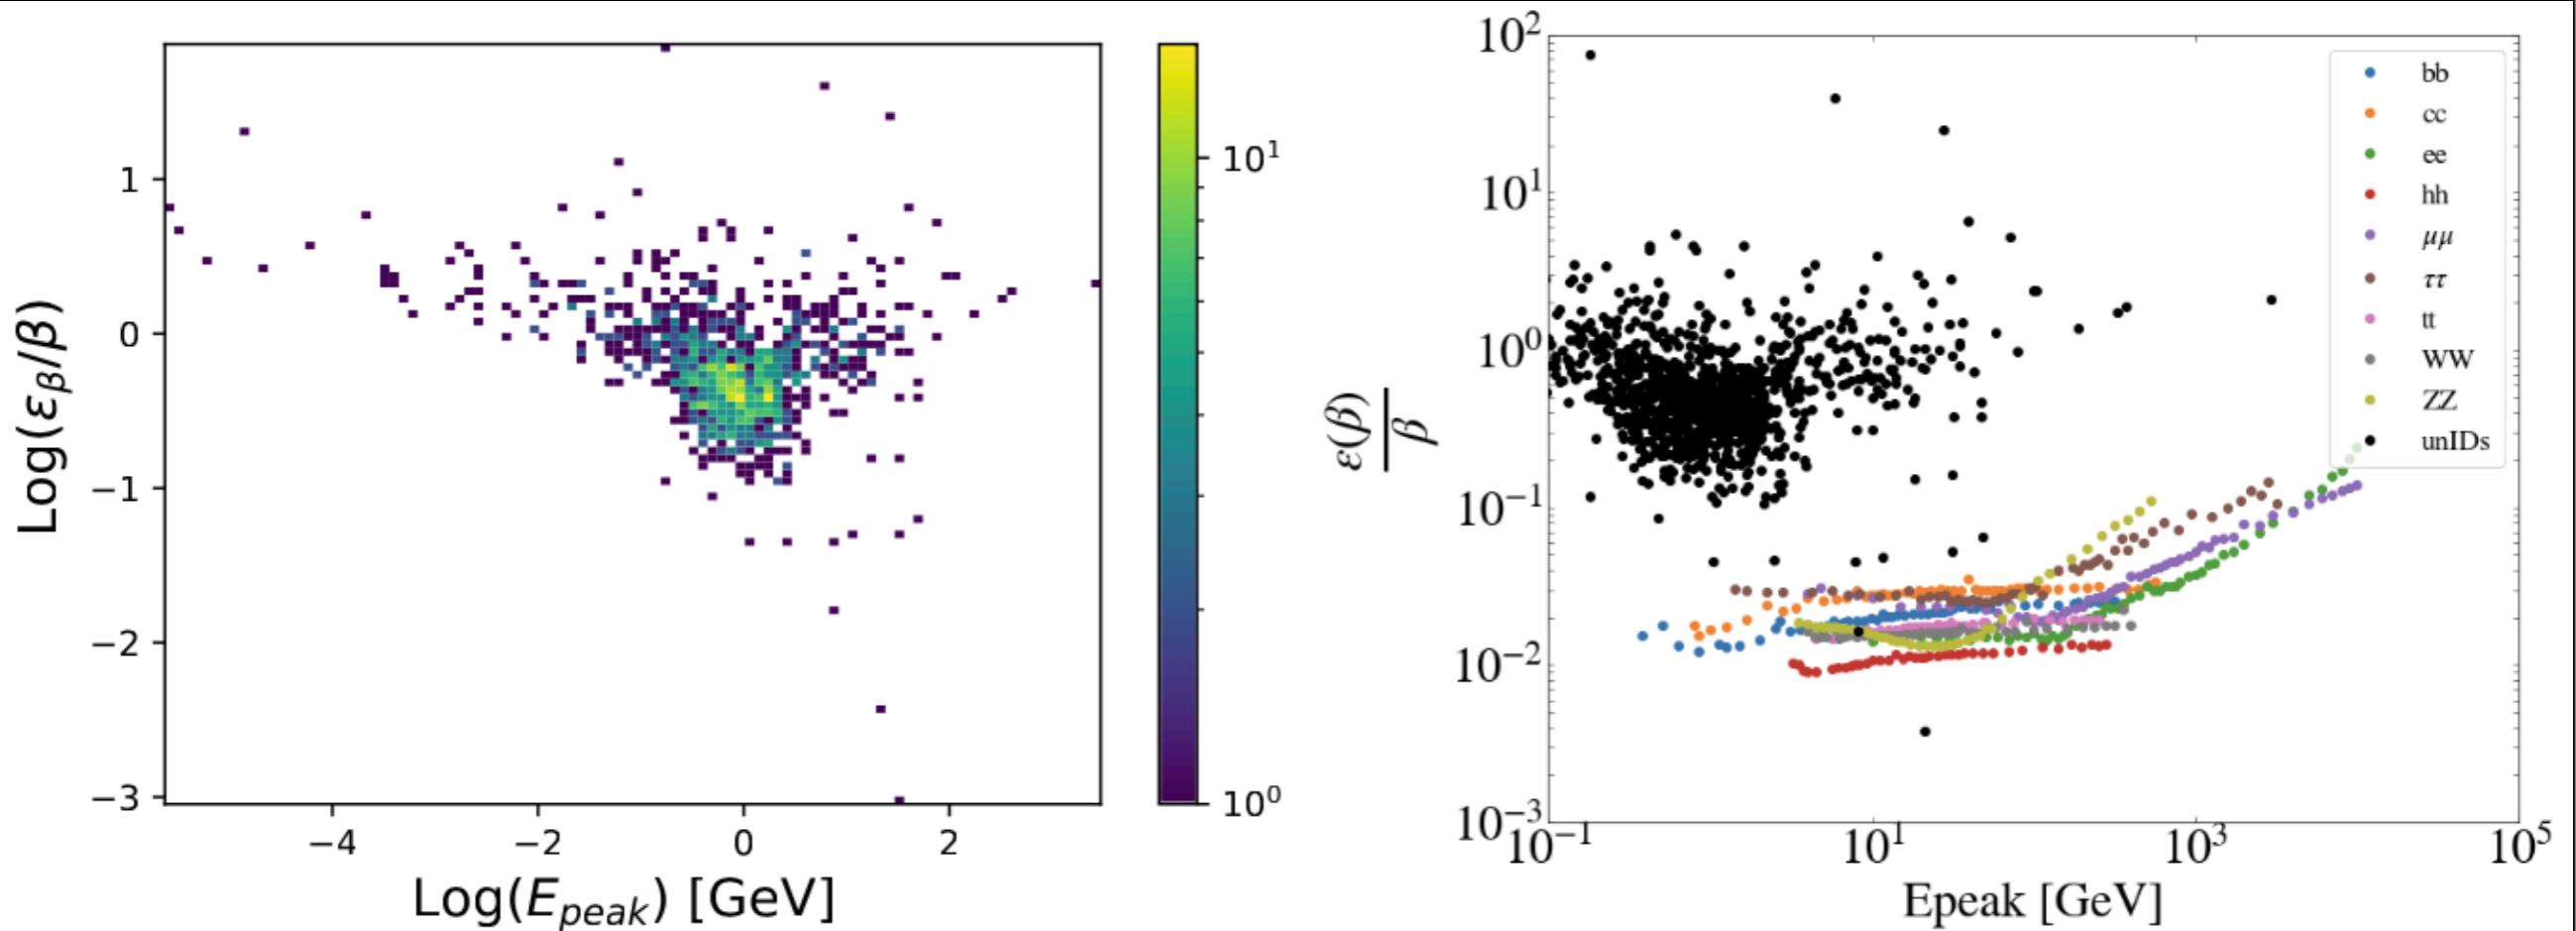 Log(ε_β/β)
1
0
−1
−2
−3
−4
−2
0
2
Log(E_peak) [GeV]
10¹
10⁰
ε(β)
β
10²
10¹
10⁰
10⁻¹
10⁻²
10⁻³
10⁻¹
10¹
10³
10⁵
Epeak [GeV]
bb
cc
ee
hh
μμ
ττ
tt
WW
ZZ
unIDs